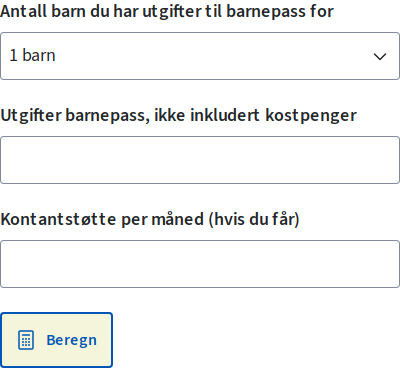 Antall barn du har utgifter til barnepass for
1 barn
Utgifter barnepass, ikke inkludert kostpenger
Kontantstøtte per måned (hvis du får)
Beregn